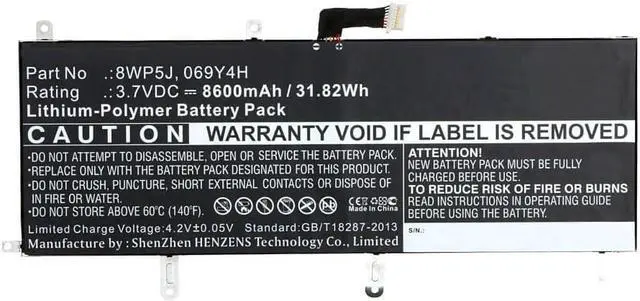 Part No .:8WP5J, 069Y4H
Rating .:3.7VDC ⎓ 8600mAh / 31.82Wh
Lithium-Polymer Battery Pack
CAUTION
WARRANTY VOID IF LABEL IS REMOVED
•DO NOT ATTEMPT TO DISASSEMBLE, OPEN OR SERVICE THE BATTERY PACK.
•REPLACE ONLY WITH THE BATTERY PACK DESIGNATED FOR THIS PRODUCT.
•DO NOT CRUSH, PUNCTURE, SHORT EXTERNAL CONTACTS OR DISPOSE OF
IN FIRE OR WATER.
•DO NOT STORE ABOVE 60℃ (140℉).
Made In China
Limited Charge Voltage:4.2V±0.05V Standard:GB/T18287-2013
Manufacture by : ShenZhen HENZENS Technology Co., Limited
ATTENTION!
NEW BATTERY PACK MUST BE FULLY
CHARGED BEFORE USE.
TO REDUCE RISK OF FIRE OR BURNS
READ INSTRUCTIONS IN OPERATING GUIDE
BEFORE USING THE BATTERY.
S/N.: